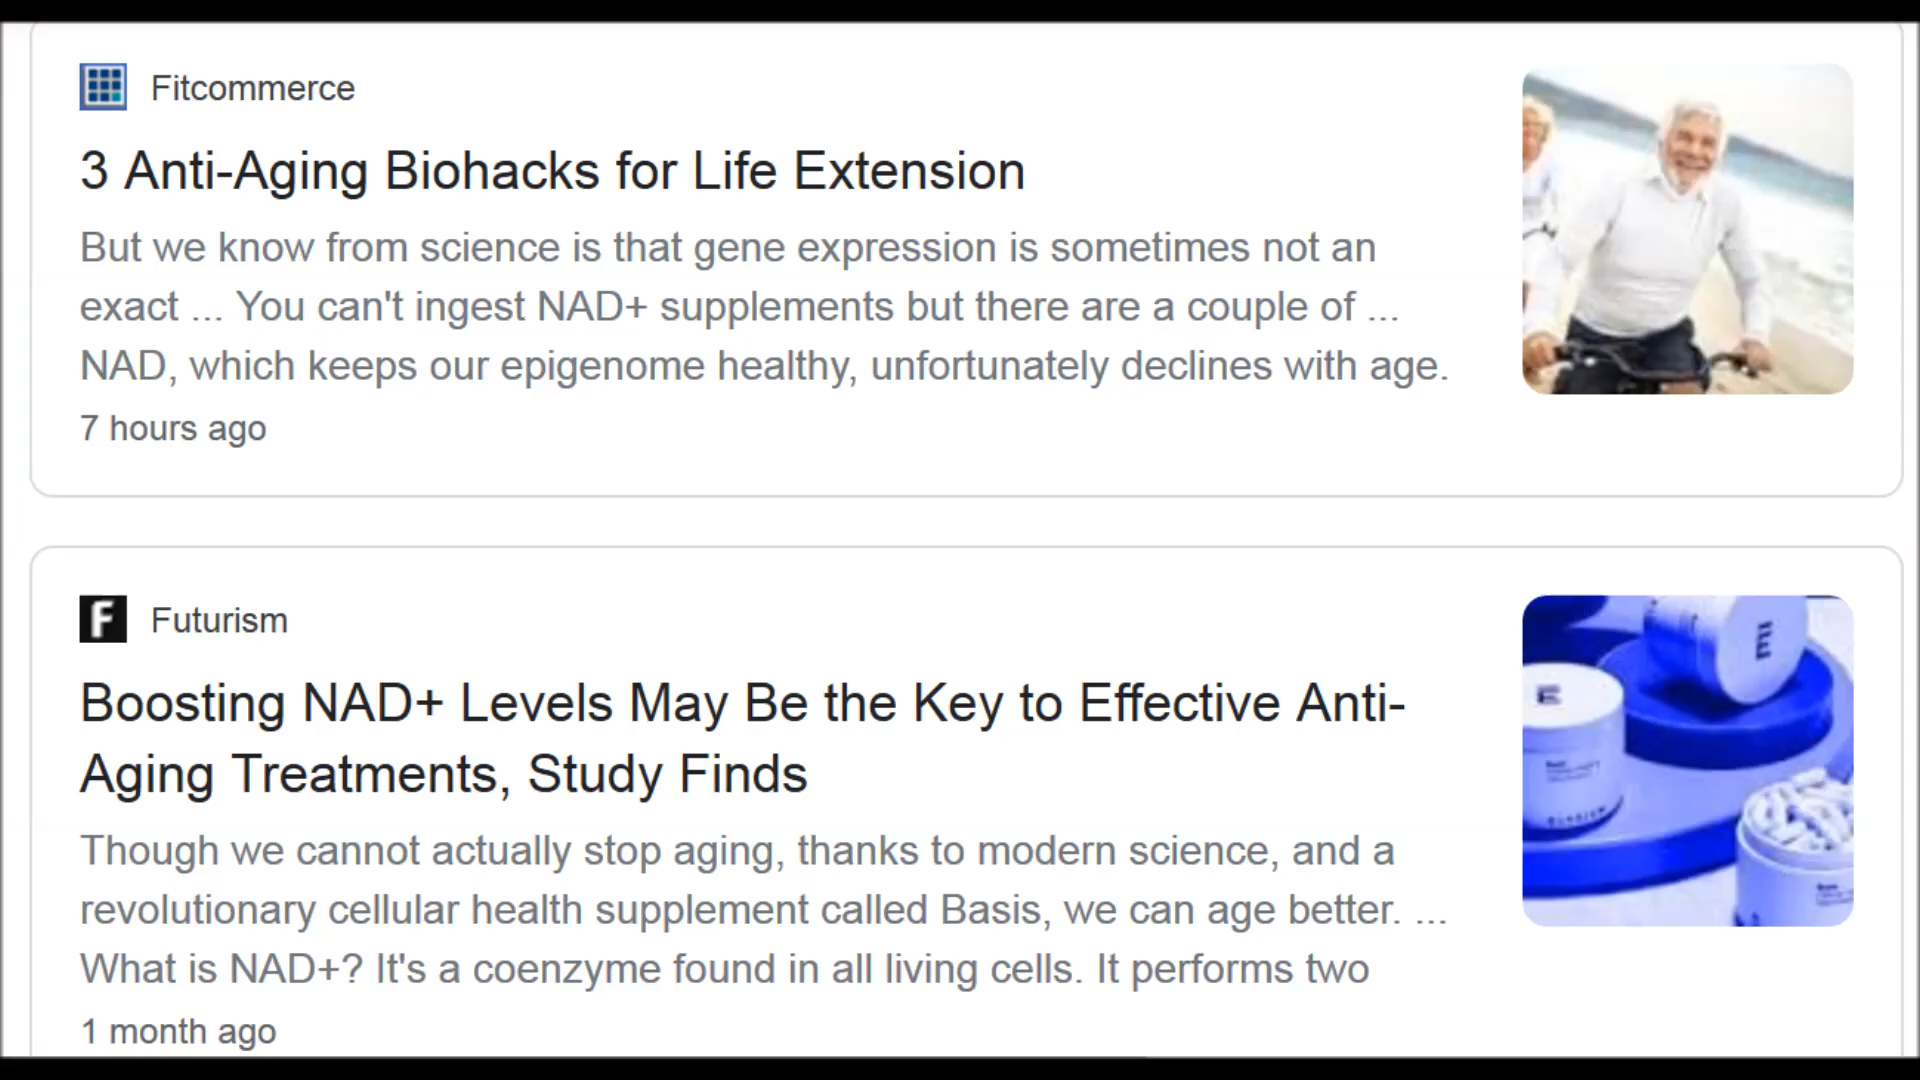 Fitcommerce
3 Anti-Aging Biohacks for Life Extension
But we know from science is that gene expression is sometimes not an
exact ... You can't ingest NAD+ supplements but there are a couple of ...
NAD, which keeps our epigenome healthy, unfortunately declines with age.
7 hours ago
F
Futurism
Boosting NAD+ Levels May Be the Key to Effective Anti-
Aging Treatments, Study Finds
Though we cannot actually stop aging, thanks to modern science, and a
revolutionary cellular health supplement called Basis, we can age better. ...
What is NAD+? It's a coenzyme found in all living cells. It performs two
1 month ago
E
E